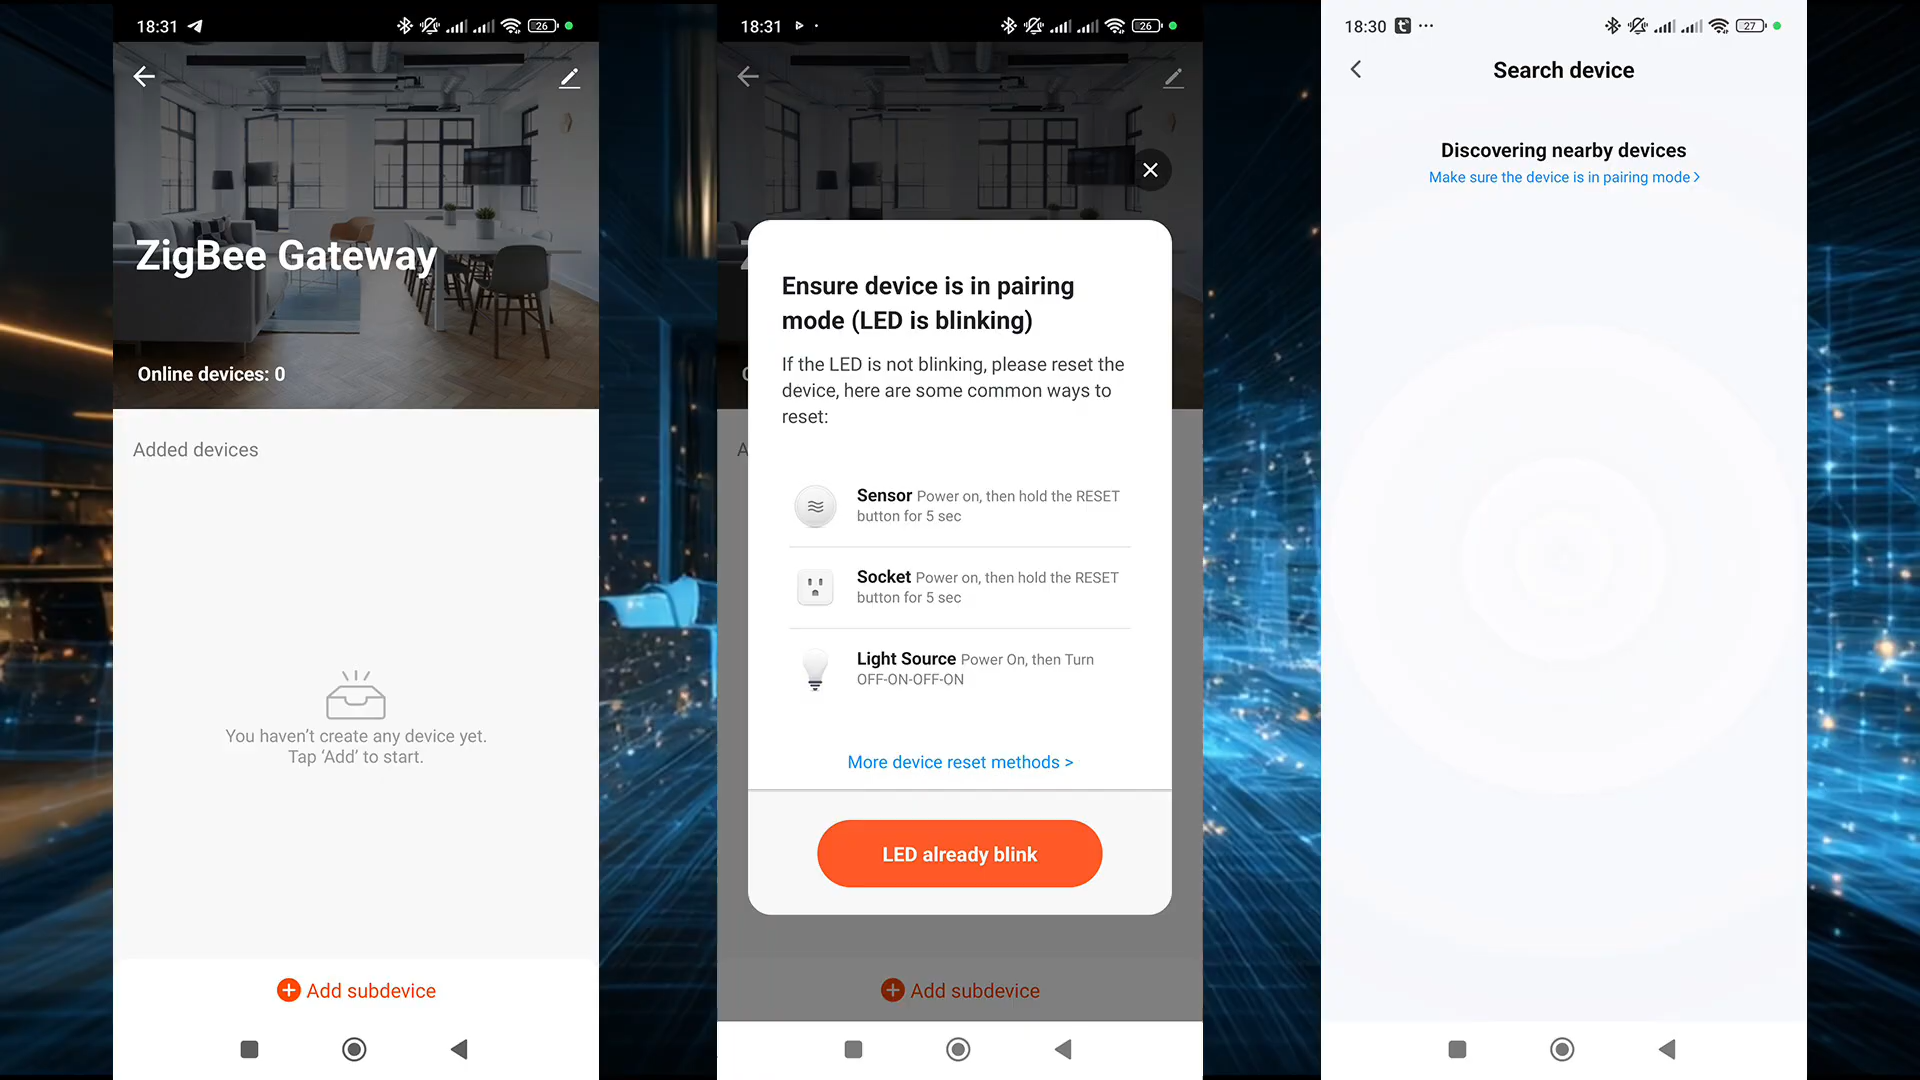 18:31
26
ZigBee Gateway
Online devices: 0
Added devices
You haven't create any device yet.
Tap 'Add' to start.
Add subdevice
18:31
26
Ensure device is in pairing
mode (LED is blinking)
If the LED is not blinking, please reset the
device, here are some common ways to
reset:
Sensor Power on, then hold the RESET
button for 5 sec
Socket Power on, then hold the RESET
button for 5 sec
Light Source Power On, then Turn
OFF-ON-OFF-ON
More device reset methods >
LED already blink
Add subdevice
18:30
27
Search device
Discovering nearby devices
Make sure the device is in pairing mode >